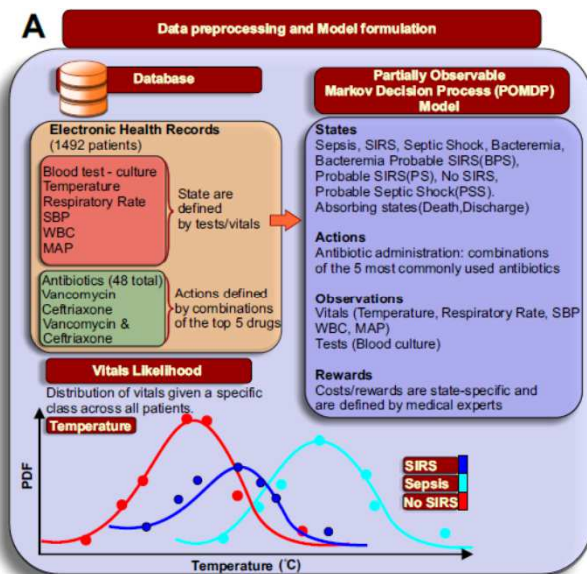 A
Data preprocessing and Model formulation
Database
Electronic Health Records
(1492 patients)
Blood test - culture
Temperature
Respiratory Rate
SBP
WBC
MAP
State are
defined
by tests/vitals
Antibiotics (48 total)
Vancomycin
Ceftriaxone
Vancomycin &
Ceftriaxone
Actions defined
by combinations
of the top 5 drugs
Partially Observable
Markov Decision Process (POMDP)
Model
States
Sepsis, SIRS, Septic Shock, Bacteremia,
Bacteremia Probable SIRS(BPS),
Probable SIRS(PS), No SIRS,
Probable Septic Shock(PSS).
Absorbing states(Death,Discharge)
Actions
Antibiotic administration: combinations
of the 5 most commonly used antibiotics
Observations
Vitals (Temperature, Respiratory Rate, SBP
WBC, MAP)
Tests (Blood culture)
Rewards
Costs/rewards are state-specific and
are defined by medical experts
Vitals Likelihood
Distribution of vitals given a specific
class across all patients.
Temperature
PDF
SIRS
Sepsis
No SIRS
Temperature (℃)